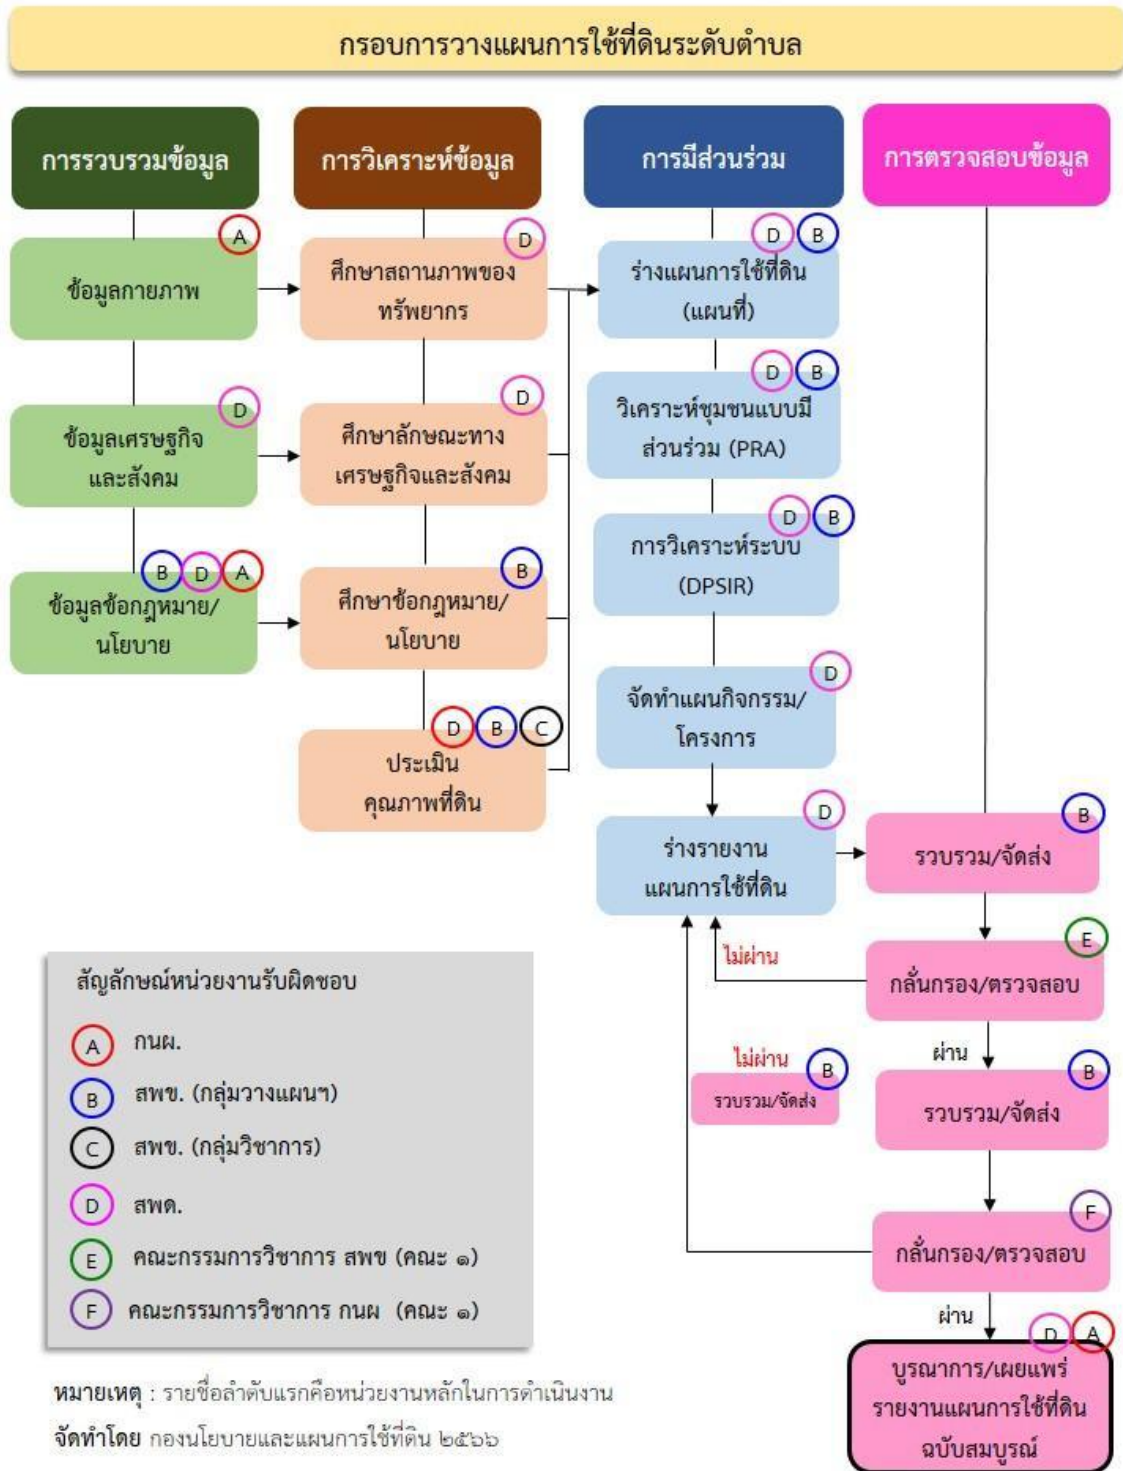 กรอบการวางแผนการใช้ที่ดินระดับตำบล
การรวบรวมข้อมูล
การวิเคราะห์ข้อมูล
การมีส่วนร่วม
การตรวจสอบข้อมูล
A
ข้อมูลกายภาพ
D
ข้อมูลเศรษฐกิจ
และสังคม
B D A
ข้อมูลข้อกฎหมาย/
นโยบาย
D
ศึกษาสถานภาพของ
ทรัพยากร
D
ศึกษาลักษณะทาง
เศรษฐกิจและสังคม
B
ศึกษาข้อกฎหมาย/
นโยบาย
D B C
ประเมิน
คุณภาพที่ดิน
D B
ร่างแผนการใช้ที่ดิน
(แผนที่)
D B
วิเคราะห์ชุมชนแบบมี
ส่วนร่วม (PRA)
D B
การวิเคราะห์ระบบ
(DPSIR)
D
จัดทำแผนกิจกรรม/
โครงการ
D
ร่างรายงาน
แผนการใช้ที่ดิน
B
รวบรวม/จัดส่ง
E
กลั่นกรอง/ตรวจสอบ
ไม่ผ่าน
ผ่าน
B
รวบรวม/จัดส่ง
ไม่ผ่าน
B
รวบรวม/จัดส่ง
F
กลั่นกรอง/ตรวจสอบ
ผ่าน
D A
บูรณาการ/เผยแพร่
รายงานแผนการใช้ที่ดิน
ฉบับสมบูรณ์
สัญลักษณ์หน่วยงานรับผิดชอบ
A กนผ.
B สพข. (กลุ่มวางแผนฯ)
C สพข. (กลุ่มวิชาการ)
D สพด.
E คณะกรรมการวิชาการ สพข (คณะ ๑)
F คณะกรรมการวิชาการ กนผ (คณะ ๑)
หมายเหตุ : รายชื่อลำดับแรกคือหน่วยงานหลักในการดำเนินงาน
จัดทำโดย กองนโยบายและแผนการใช้ที่ดิน ๒๕๖๖